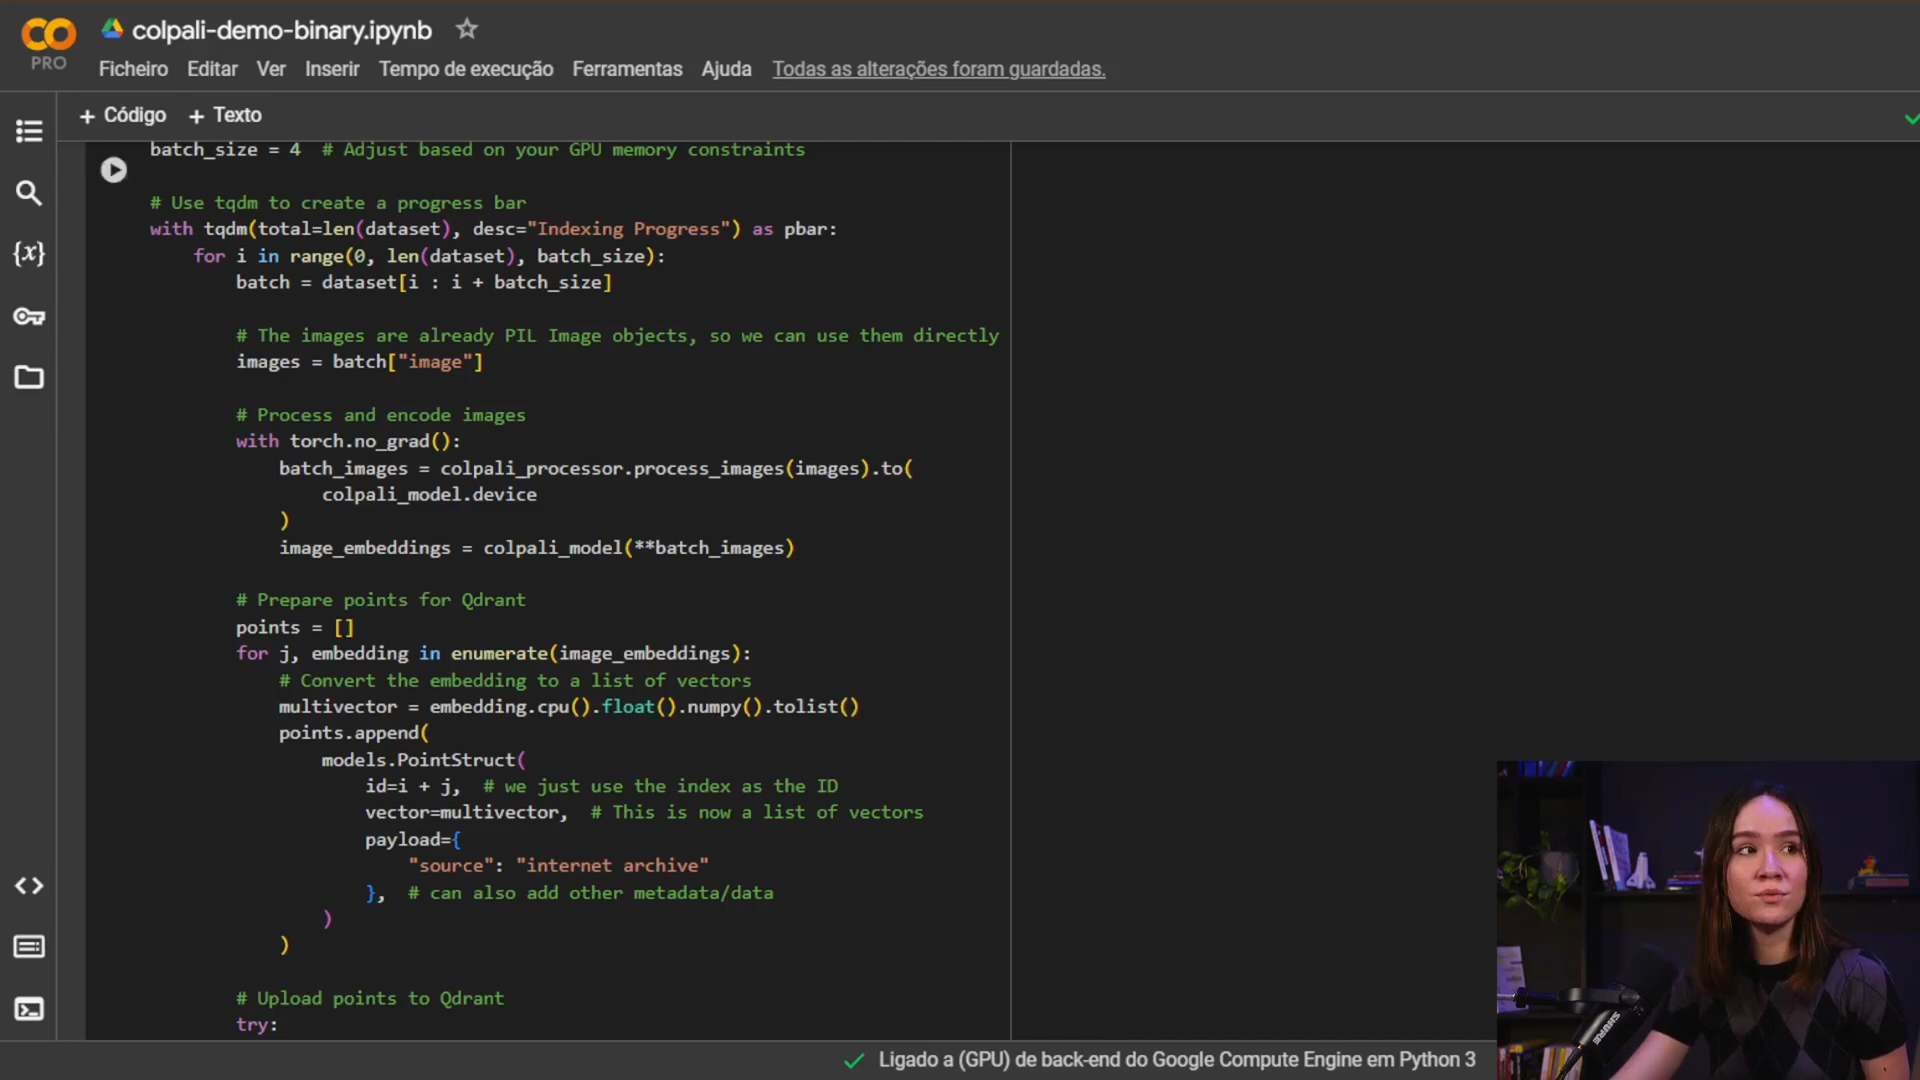 colpali-demo-binary.ipynb
PRO
Ficheiro Editar Ver Inserir Tempo de execução Ferramentas Ajuda Todas as alterações foram guardadas.
+ Código + Texto
batch_size = 4  # Adjust based on your GPU memory constraints
# Use tqdm to create a progress bar
with tqdm(total=len(dataset), desc="Indexing Progress") as pbar:
    for i in range(0, len(dataset), batch_size):
        batch = dataset[i : i + batch_size]
        # The images are already PIL Image objects, so we can use them directly
        images = batch["image"]
        # Process and encode images
        with torch.no_grad():
            batch_images = colpali_processor.process_images(images).to(
                colpali_model.device
            )
            image_embeddings = colpali_model(**batch_images)
        # Prepare points for Qdrant
        points = []
        for j, embedding in enumerate(image_embeddings):
            # Convert the embedding to a list of vectors
            multivector = embedding.cpu().float().numpy().tolist()
            points.append(
                models.PointStruct(
                    id=i + j,  # we just use the index as the ID
                    vector=multivector,  # This is now a list of vectors
                    payload={
                        "source": "internet archive"
                    },  # can also add other metadata/data
                )
            )
        # Upload points to Qdrant
        try:
Ligado a (GPU) de back-end do Google Compute Engine em Python 3
SHURE